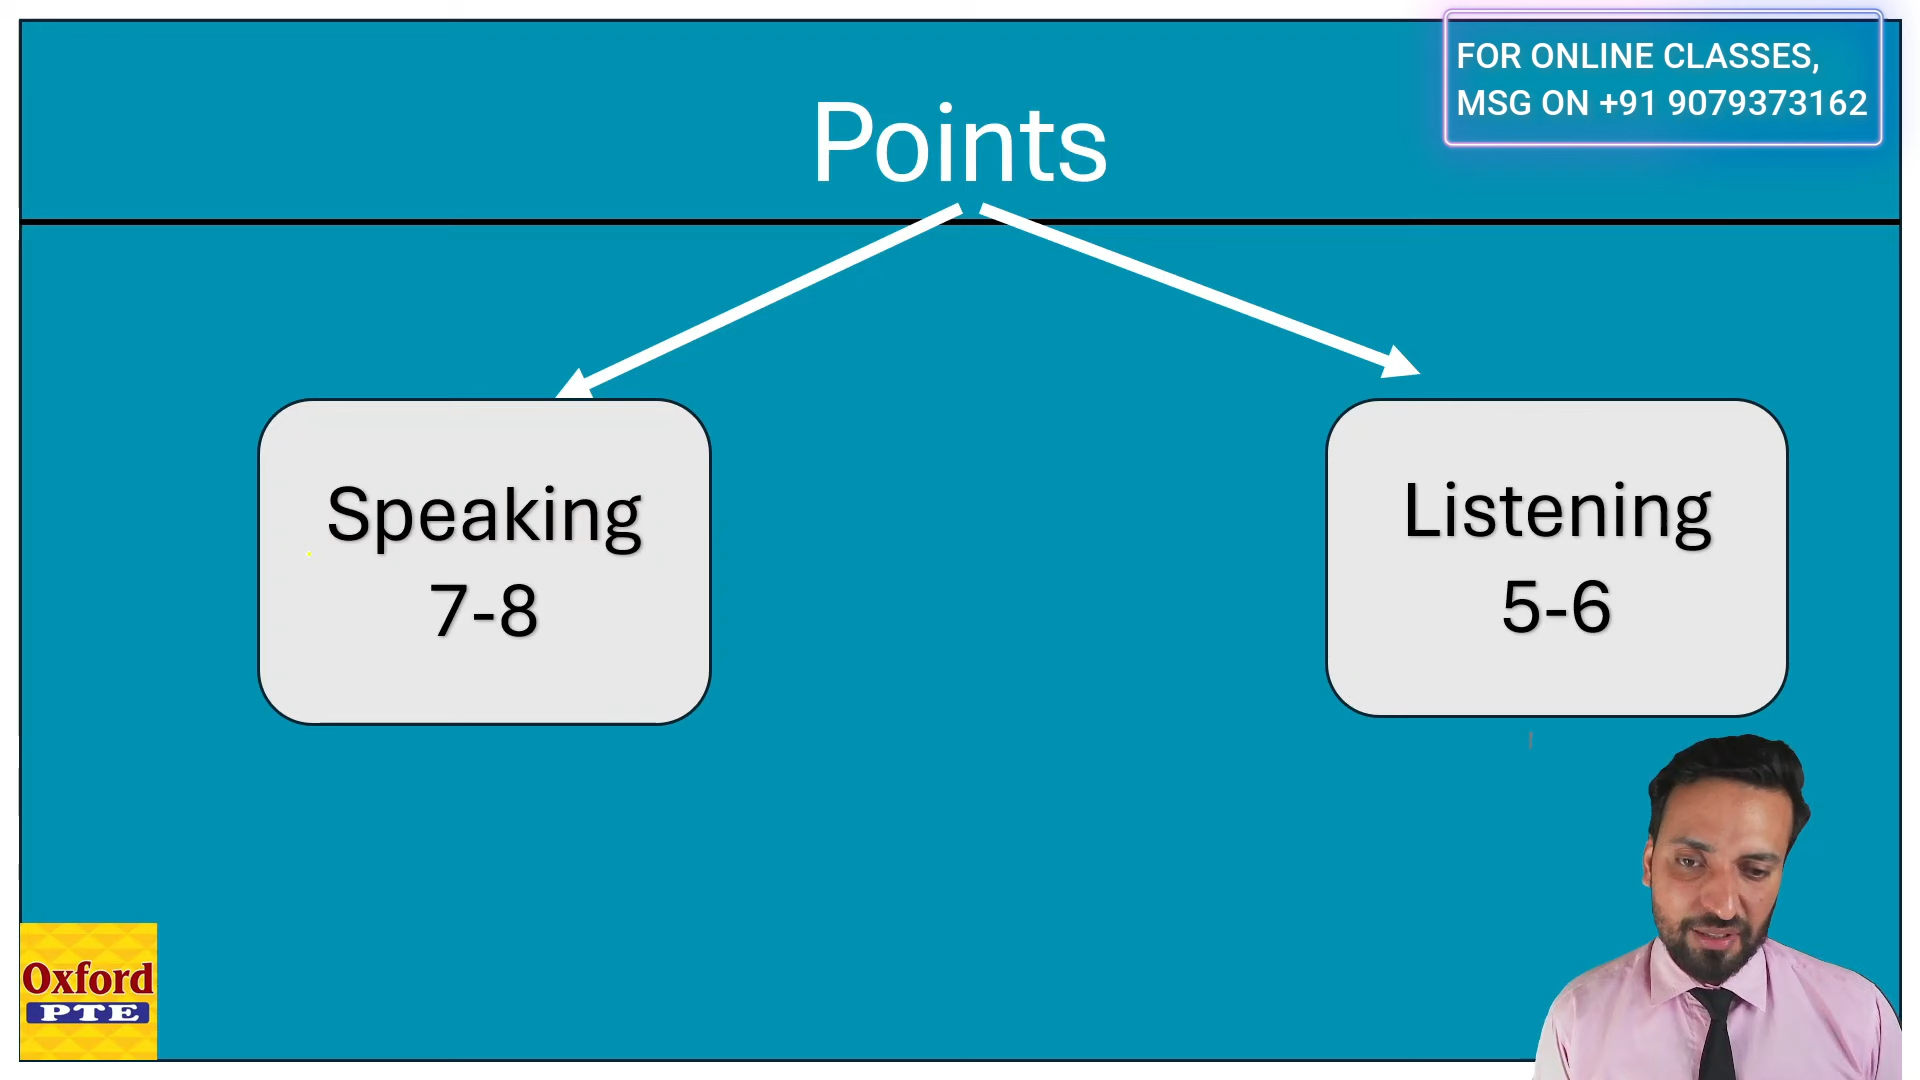 FOR ONLINE CLASSES,
MSG ON +91 9079373162
Points
Speaking
7-8
Listening
5-6
Oxford
PTE